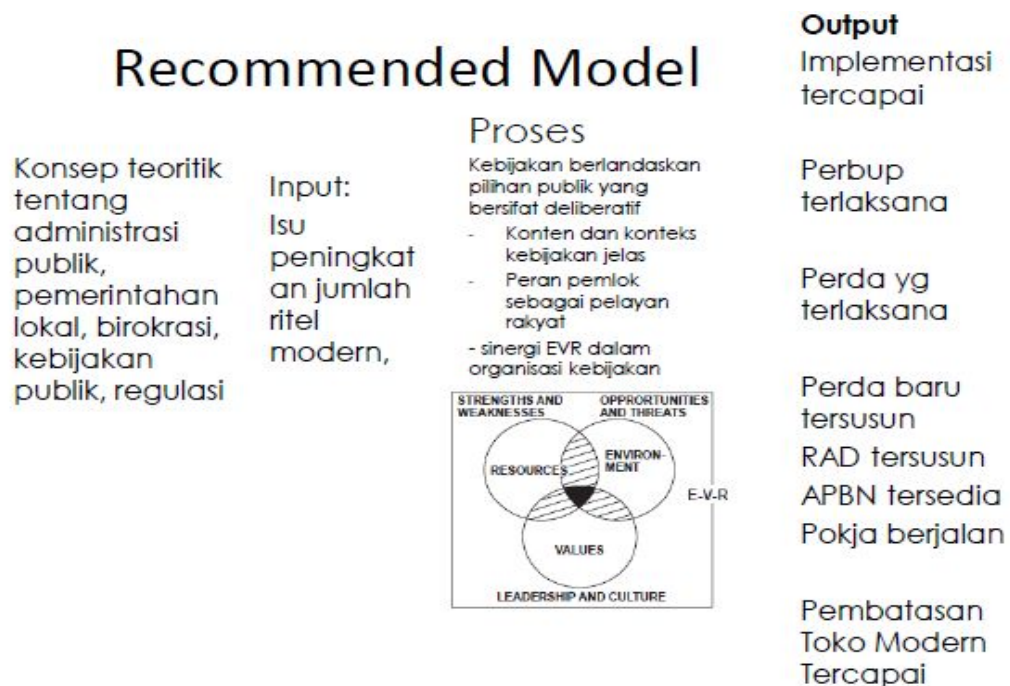 Recommended Model
Konsep teoritik
tentang
administrasi
publik,
pemerintahan
lokal, birokrasi,
kebijakan
publik, regulasi
Input:
Isu
peningkat
an jumlah
ritel
modern,
Proses
Kebijakan berlandaskan
pilihan publik yang
bersifat deliberatif
- Konten dan konteks
kebijakan jelas
- Peran pemlok
sebagai pelayan
rakyat
- sinergi EVR dalam
organisasi kebijakan
STRENGTHS AND
WEAKNESSES
OPPRORTUNITIES
AND THREATS
RESOURCES
ENVIRON-
MENT
VALUES
LEADERSHIP AND CULTURE
E-V-R
Output
Implementasi
tercapai
Perbup
terlaksana
Perda yg
terlaksana
Perda baru
tersusun
RAD tersusun
APBN tersedia
Pokja berjalan
Pembatasan
Toko Modern
Tercapai